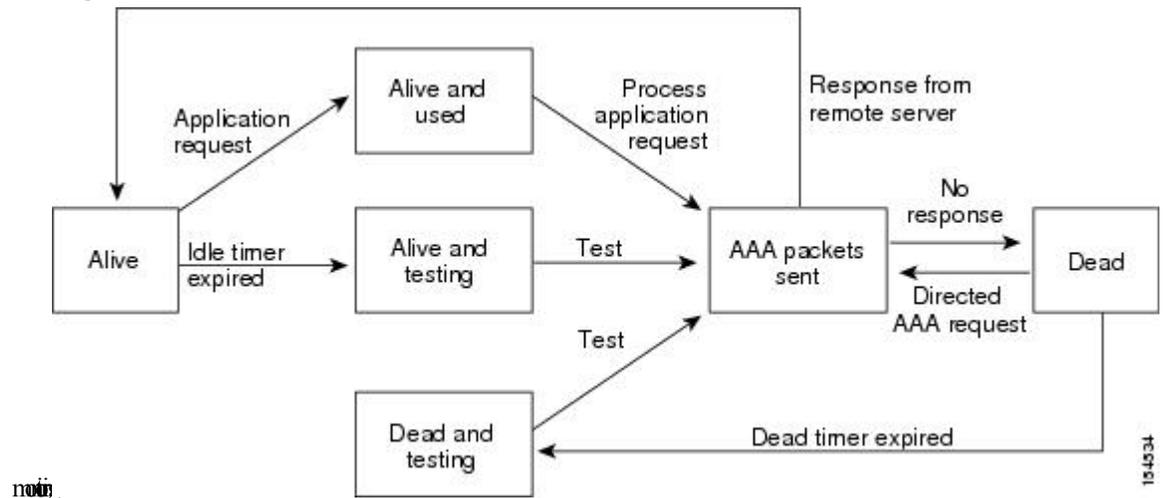 Response from
remote server
Alive and
used
Process
application
request
Application
request
No
response
Alive
Idle timer
expired
Alive and
testing
Test
AAA packets
sent
Dead
Directed
AAA request
Test
Dead and
testing
Dead timer expired
154534